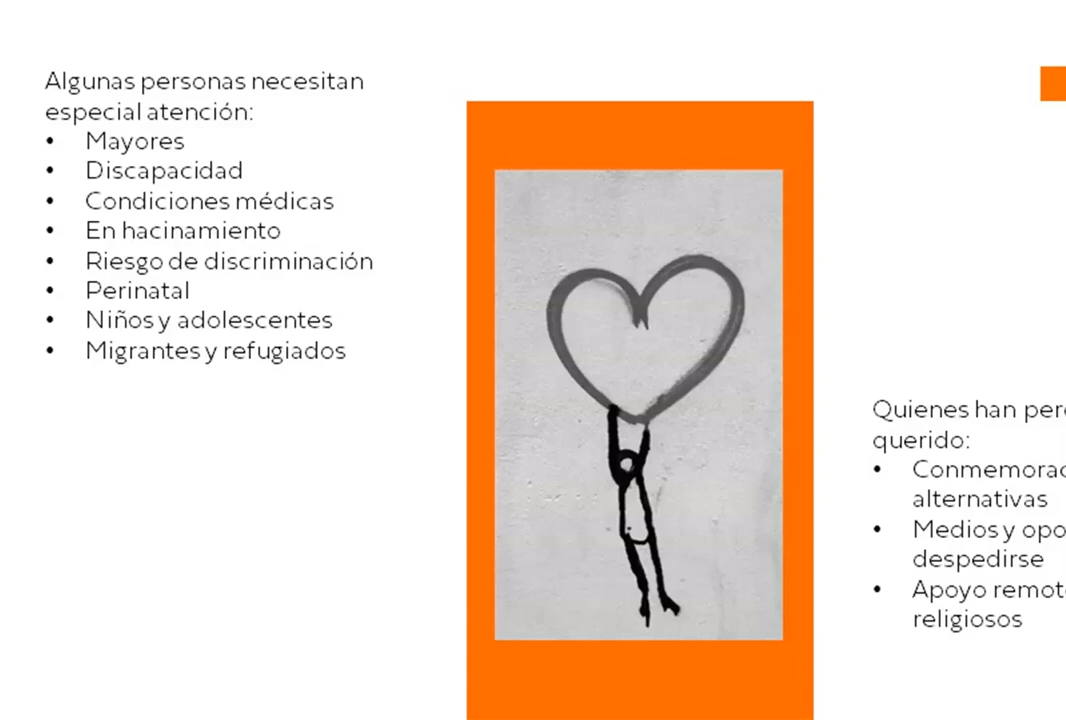 Algunas personas necesitan
especial atención:
• Mayores
• Discapacidad
• Condiciones médicas
• En hacinamiento
• Riesgo de discriminación
• Perinatal
• Niños y adolescentes
• Migrantes y refugiados
Quienes han
querido:
•
alternativas
• Medios y
despedirse
• Apoyo
religiosos